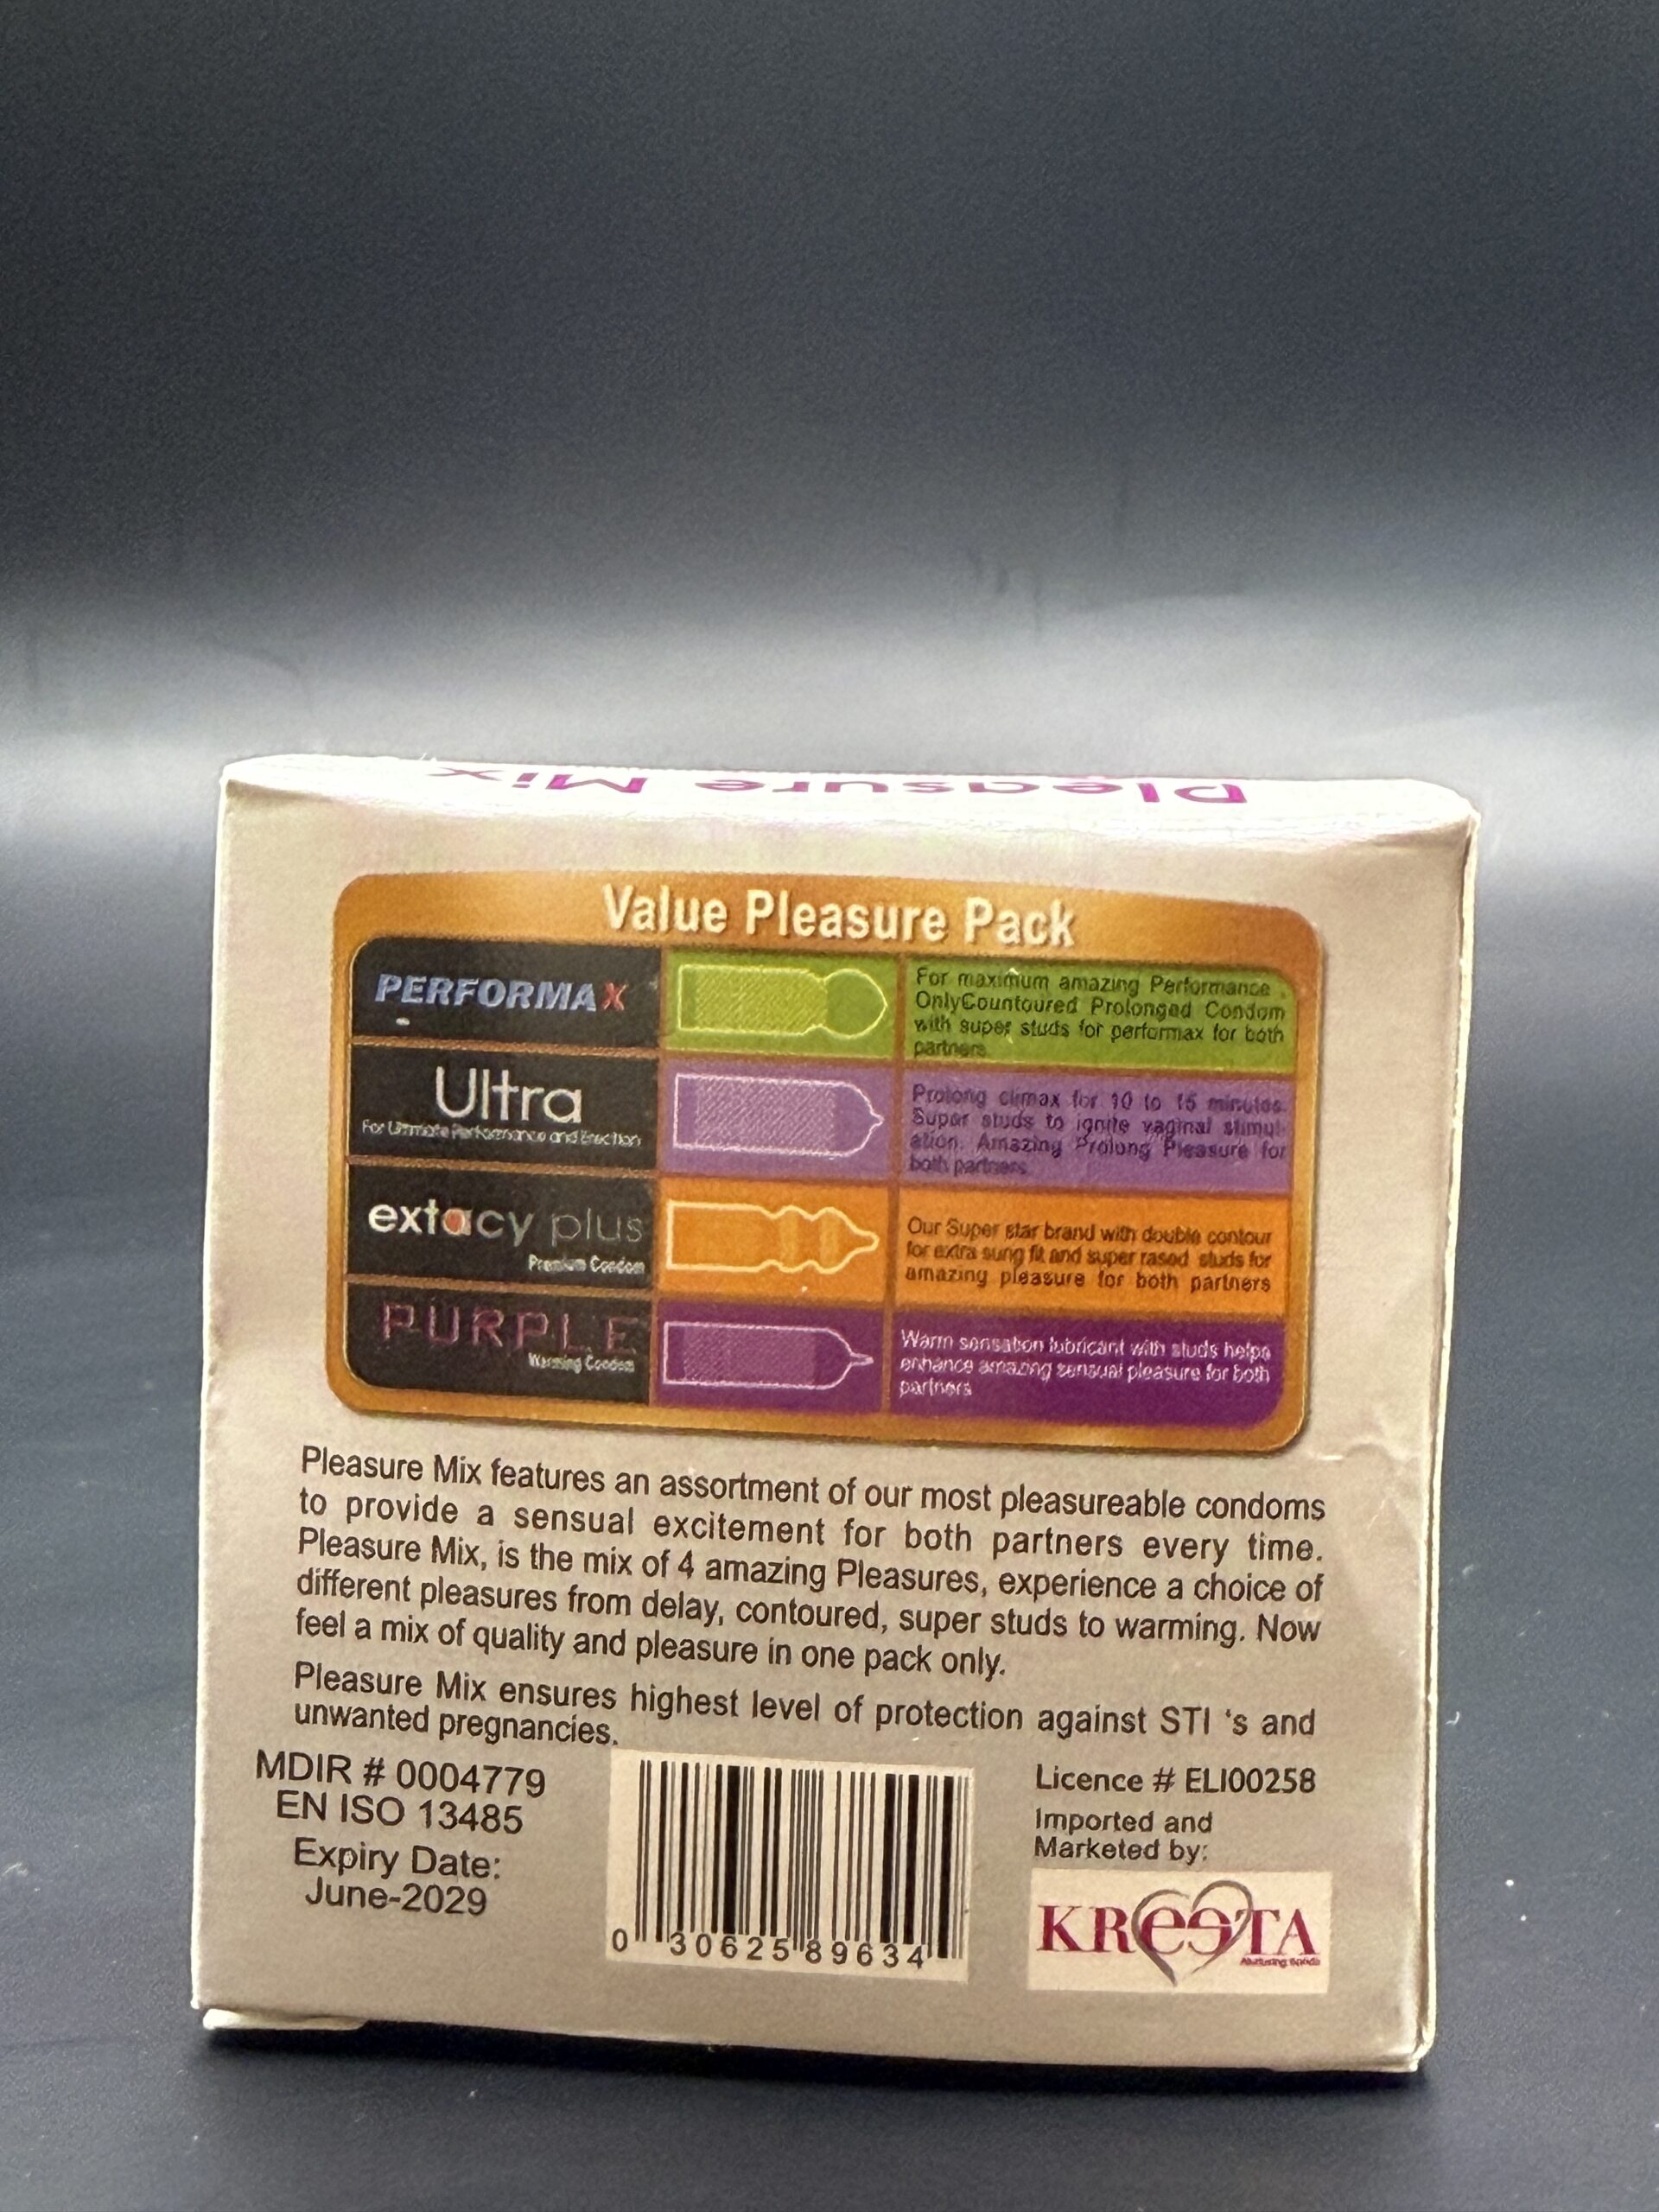 Pleasure Mix
Value Pleasure Pack
PERFORMAX
For maximum amazing Performance
OnlyCountoured Prolonged Condom
with super studs for performax for both
partners
Ultra
For Ultimate Performance and Erection
Prolong climax for 10 to 15 minutes
Super studs to ignite vaginal stimul-
ation. Amazing Prolong Pleasure for
both partners
extacy plus
Premium Condom
Our Super star brand with double contour
for extra sung fit and super rased studs for
amazing pleasure for both partners
PURPLE
Warming Condom
Warm sensation lubricant with studs helps
enhance amazing sensual pleasure for both
partners
Pleasure Mix features an assortment of our most pleasureable condoms
to provide a sensual excitement for both partners every time.
Pleasure Mix, is the mix of 4 amazing Pleasures, experience a choice of
different pleasures from delay, contoured, super studs to warming. Now
feel a mix of quality and pleasure in one pack only.
Pleasure Mix ensures highest level of protection against STI 's and
unwanted pregnancies.
MDIR # 0004779
EN ISO 13485
Expiry Date:
June-2029
0 30625 89634
Licence # ELI00258
Imported and
Marketed by:
KREETA